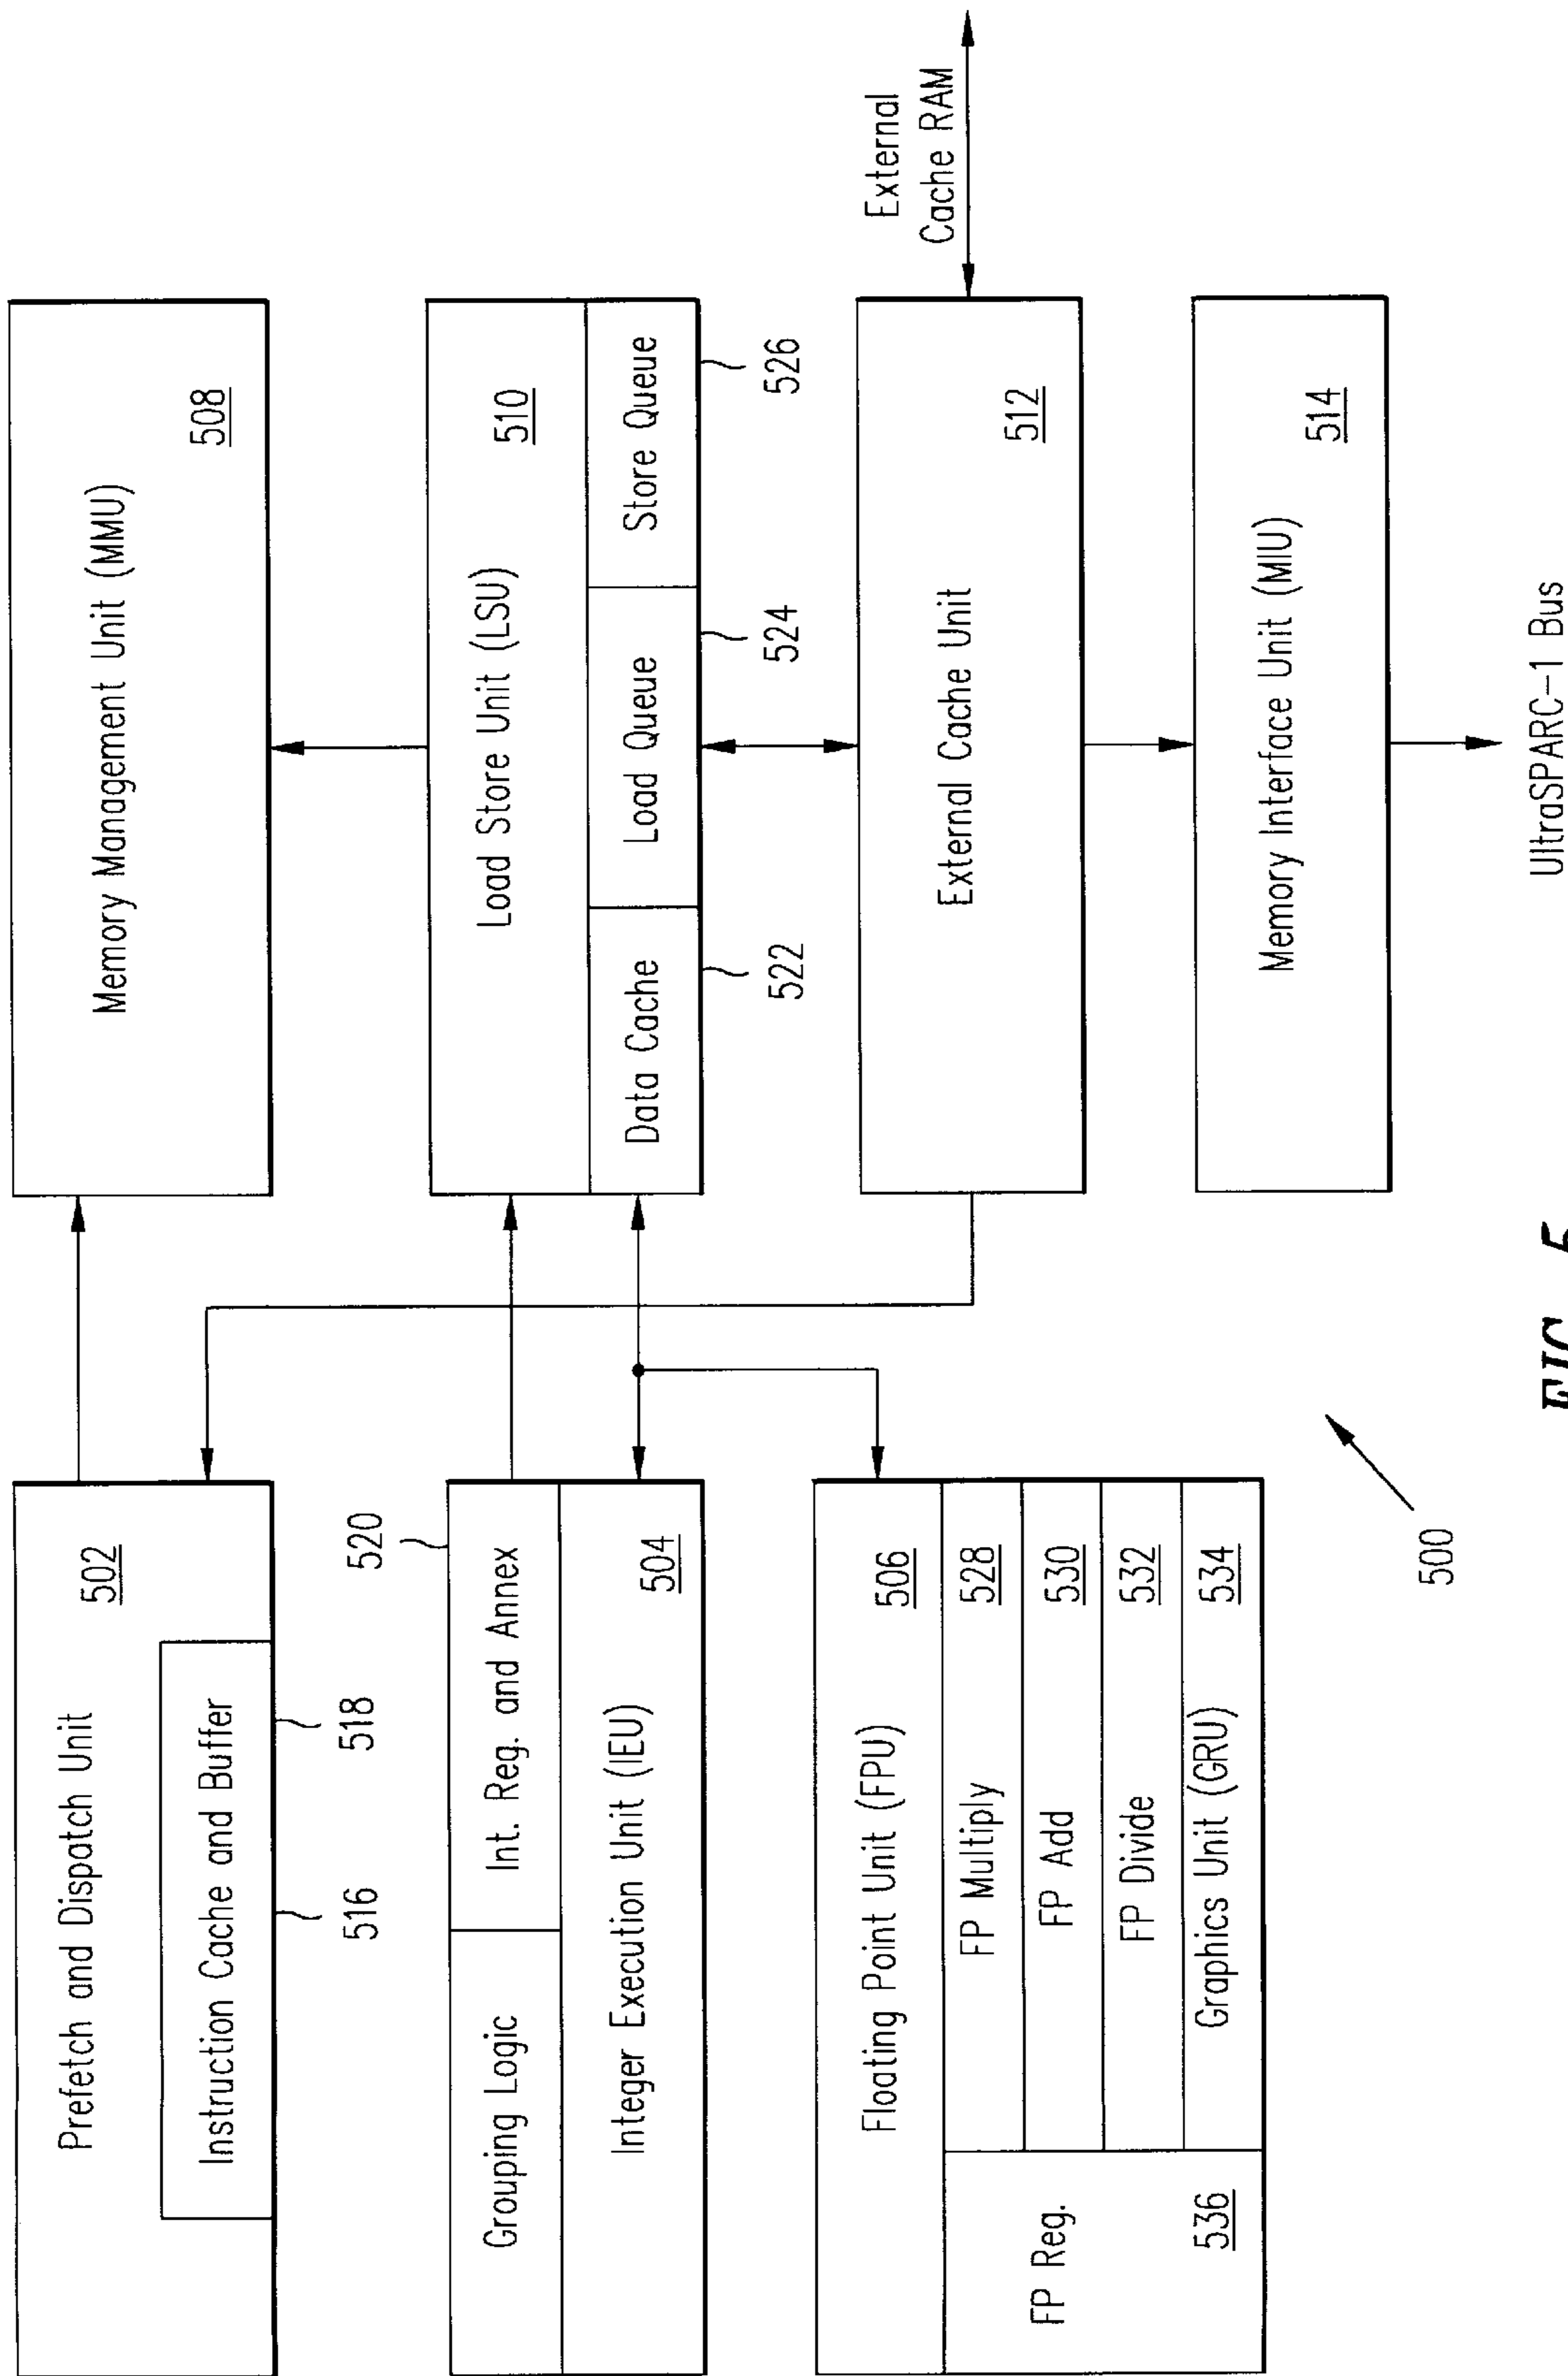 Prefetch and Dispatch Unit
502
Instruction Cache and Buffer
516
518
Grouping Logic
Int. Reg. and Annex
520
Integer Execution Unit (IEU)
504
Floating Point Unit (FPU)
506
FP Reg.
536
FP Multiply
528
FP Add
530
FP Divide
532
Graphics Unit (GRU)
534
Memory Management Unit (MMU)
508
Load Store Unit (LSU)
510
Data Cache
Load Queue
Store Queue
522
524
526
External Cache Unit
512
External
Cache RAM
Memory Interface Unit (MIU)
514
UltraSPARC-1 Bus
500
FIG. 5